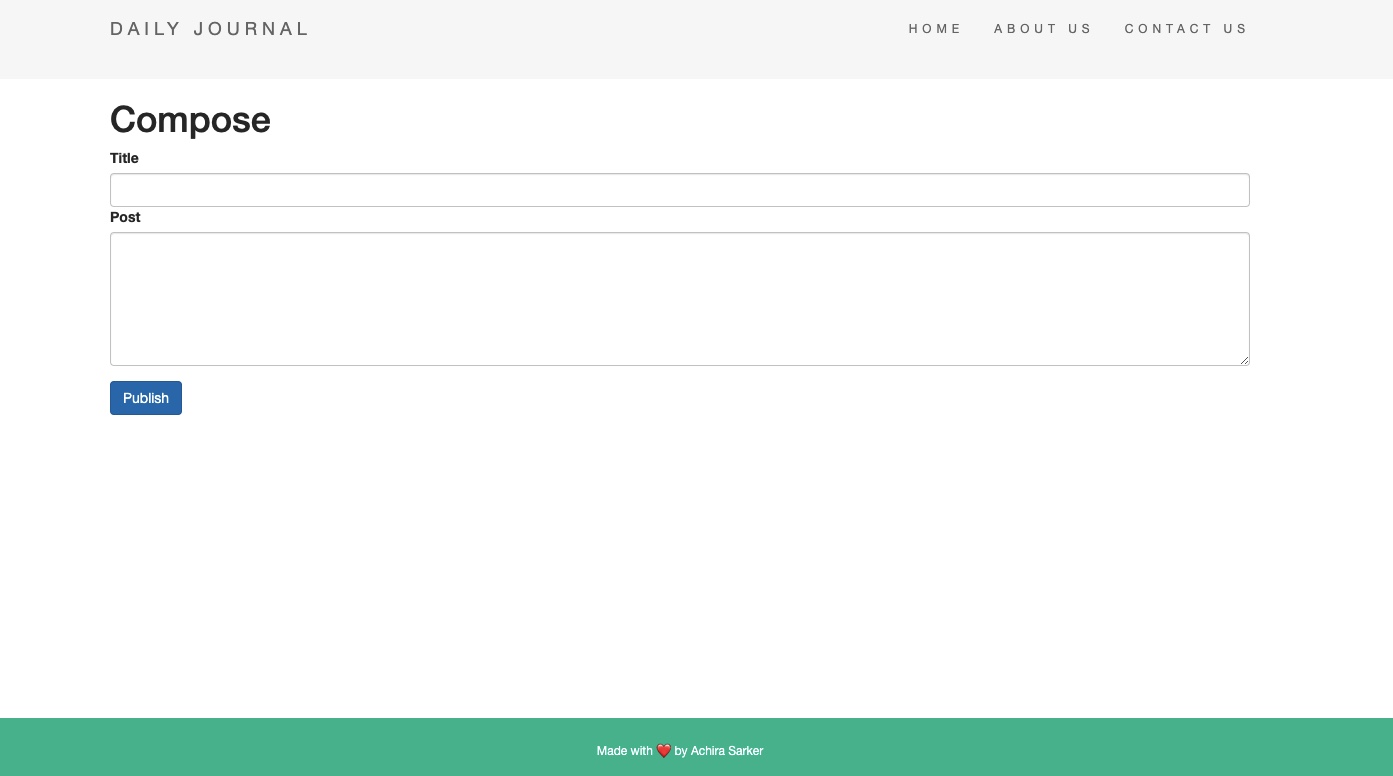 DAILY JOURNAL HOME ABOUT US CONTACT US
Compose
Title
Post
Publish
Made with ❤️ by Achira Sarker